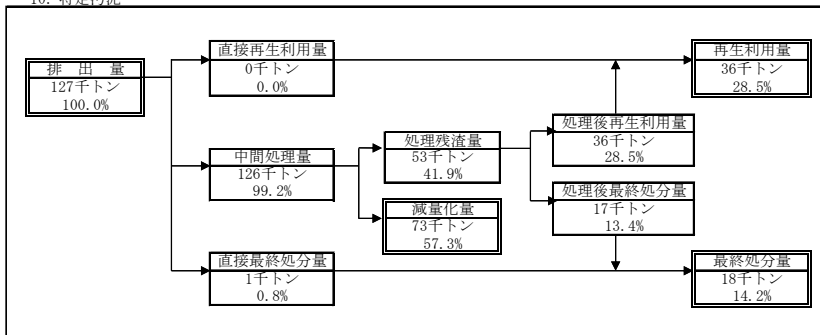 10. 特定汚泥
排 出 量
127千トン
100.0%
直接再生利用量
0千トン
0.0%
中間処理量
126千トン
99.2%
直接最終処分量
1千トン
0.8%
処理残渣量
53千トン
41.9%
減量化量
73千トン
57.3%
処理後再生利用量
36千トン
28.5%
処理後最終処分量
17千トン
13.4%
再生利用量
36千トン
28.5%
最終処分量
18千トン
14.2%